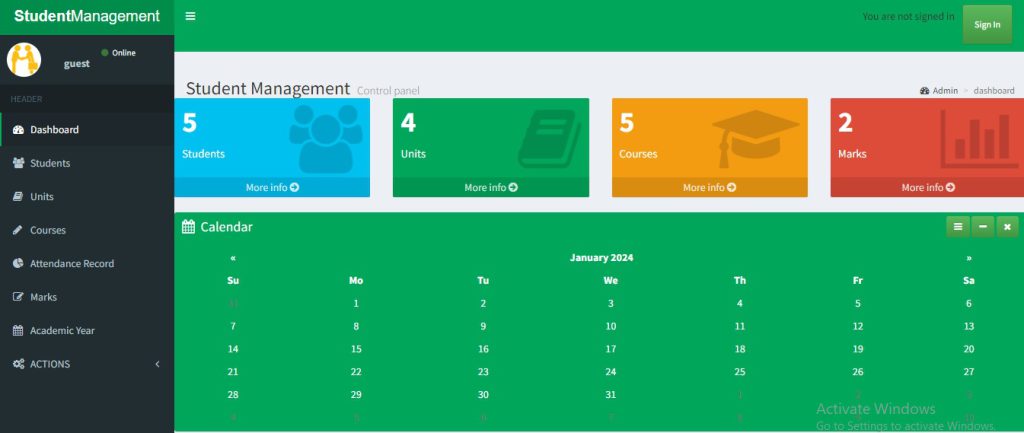 StudentManagement
You are not signed in
Sign In
guest
Online
HEADER
Dashboard
Students
Units
Courses
Attendance Record
Marks
Academic Year
ACTIONS
Student Management Control panel
Admin > dashboard
5
Students
More info
4
Units
More info
5
Courses
More info
2
Marks
More info
Calendar
« January 2024 »
Su Mo Tu We Th Fr Sa
31 1 2 3 4 5 6
7 8 9 10 11 12 13
14 15 16 17 18 19 20
21 22 23 24 25 26 27
28 29 30 31 1 2 3
4 5 6 7 8 9 10
Activate Windows
Go to Settings to activate Windows.